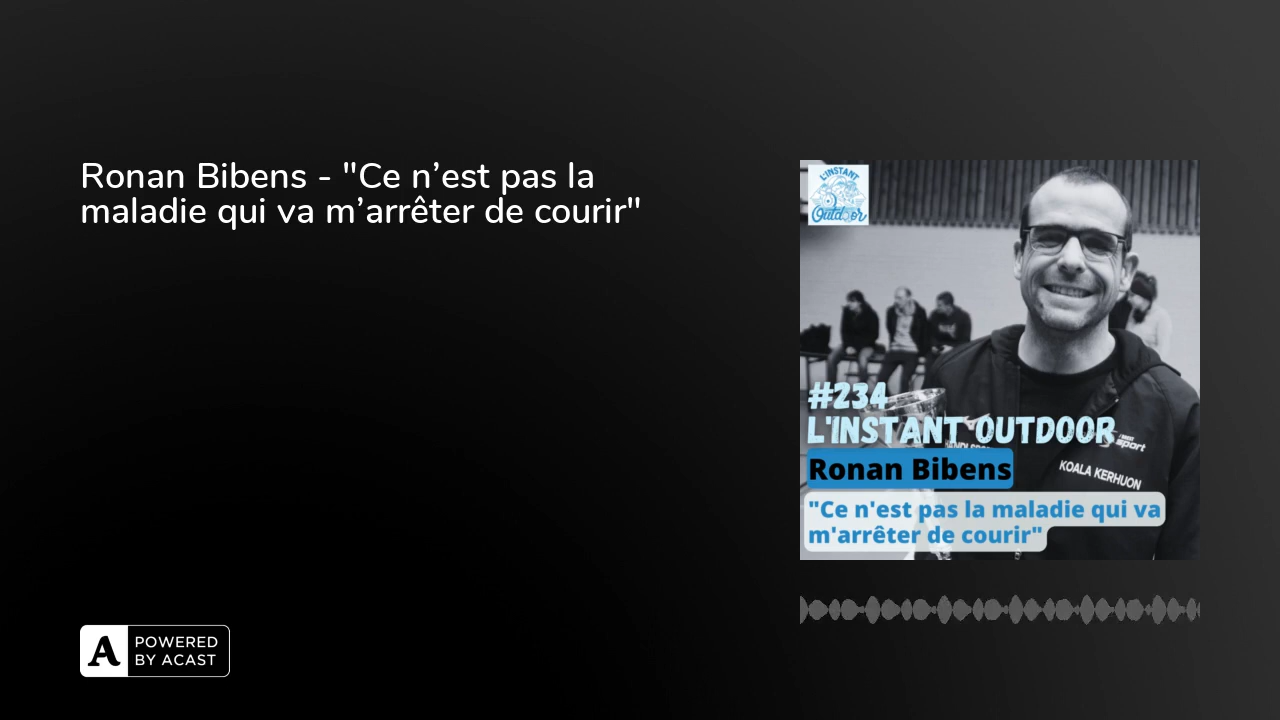 Ronan Bibens - "Ce n’est pas la
maladie qui va m’arrêter de courir"
L'INSTANT
Outdoor
#234
L'INSTANT OUTDOOR
sport
KOALA KERHUON
Ronan Bibens
"Ce n'est pas la maladie qui va
m'arrêter de courir"
A POWERED
BY ACAST